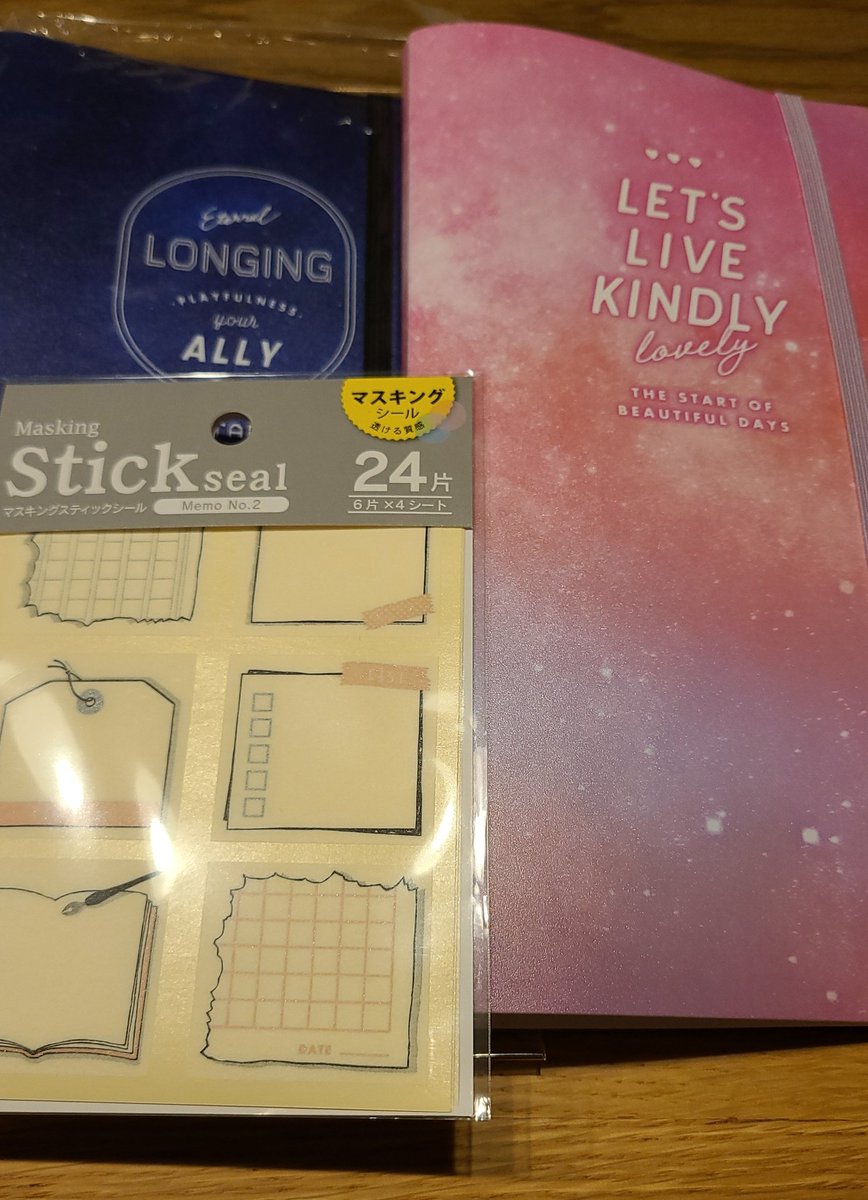 Eternal
LONGING
·PLAYFULNESS·
your
ALLY
LET'S
LIVE
KINDLY
lovely
THE START OF
BEAUTIFUL DAYS
マスキング
シール
透ける質感
Masking
Stick seal
マスキングスティックシール Memo No.2
24片
6片×4シート
LIST
DATE